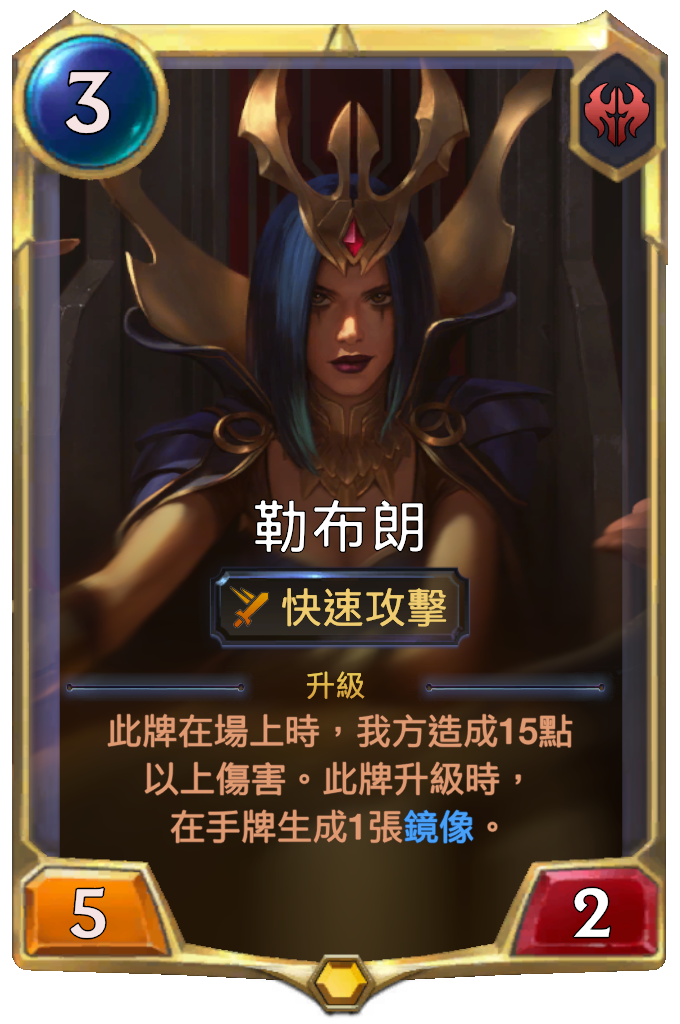 3
勒布朗
快速攻擊
升級
此牌在場上時，我方造成15點
以上傷害。此牌升級時，
在手牌生成1張鏡像。
5
2